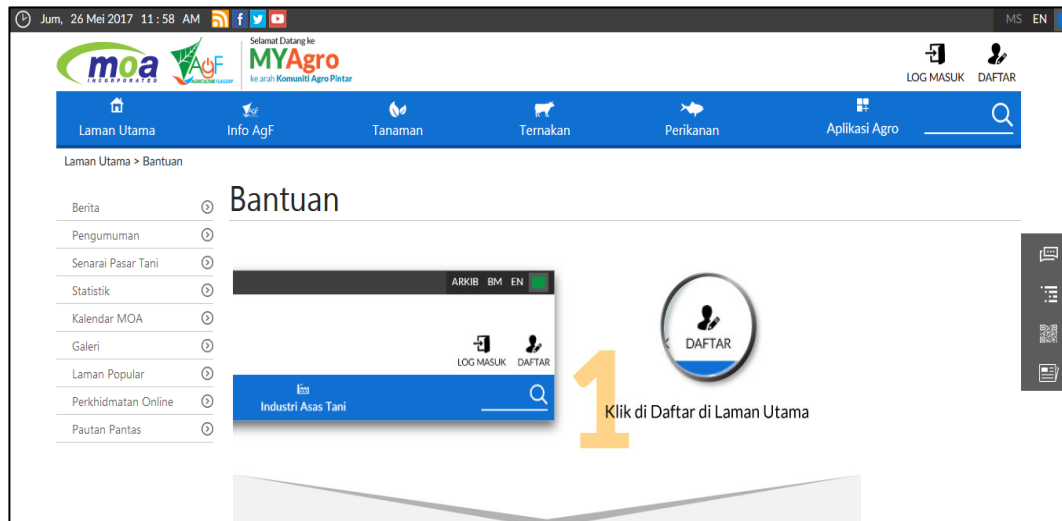 Jum, 26 Mei 2017 11 : 58 AM
MS EN
moa
INCORPORATED
AgF
AGRICULTURE FLAGSHIP
Selamat Datang ke
MYAgro
ke arah Komuniti Agro Pintar
LOG MASUK DAFTAR
Laman Utama Info AgF Tanaman Ternakan Perikanan Aplikasi Agro
Laman Utama > Bantuan
Bantuan
Berita
Pengumuman
Senarai Pasar Tani
Statistik
Kalendar MOA
Galeri
Laman Popular
Perkhidmatan Online
Pautan Pantas
ARKIB BM EN
LOG MASUK DAFTAR
Industri Asas Tani
DAFTAR
1
Klik di Daftar di Laman Utama